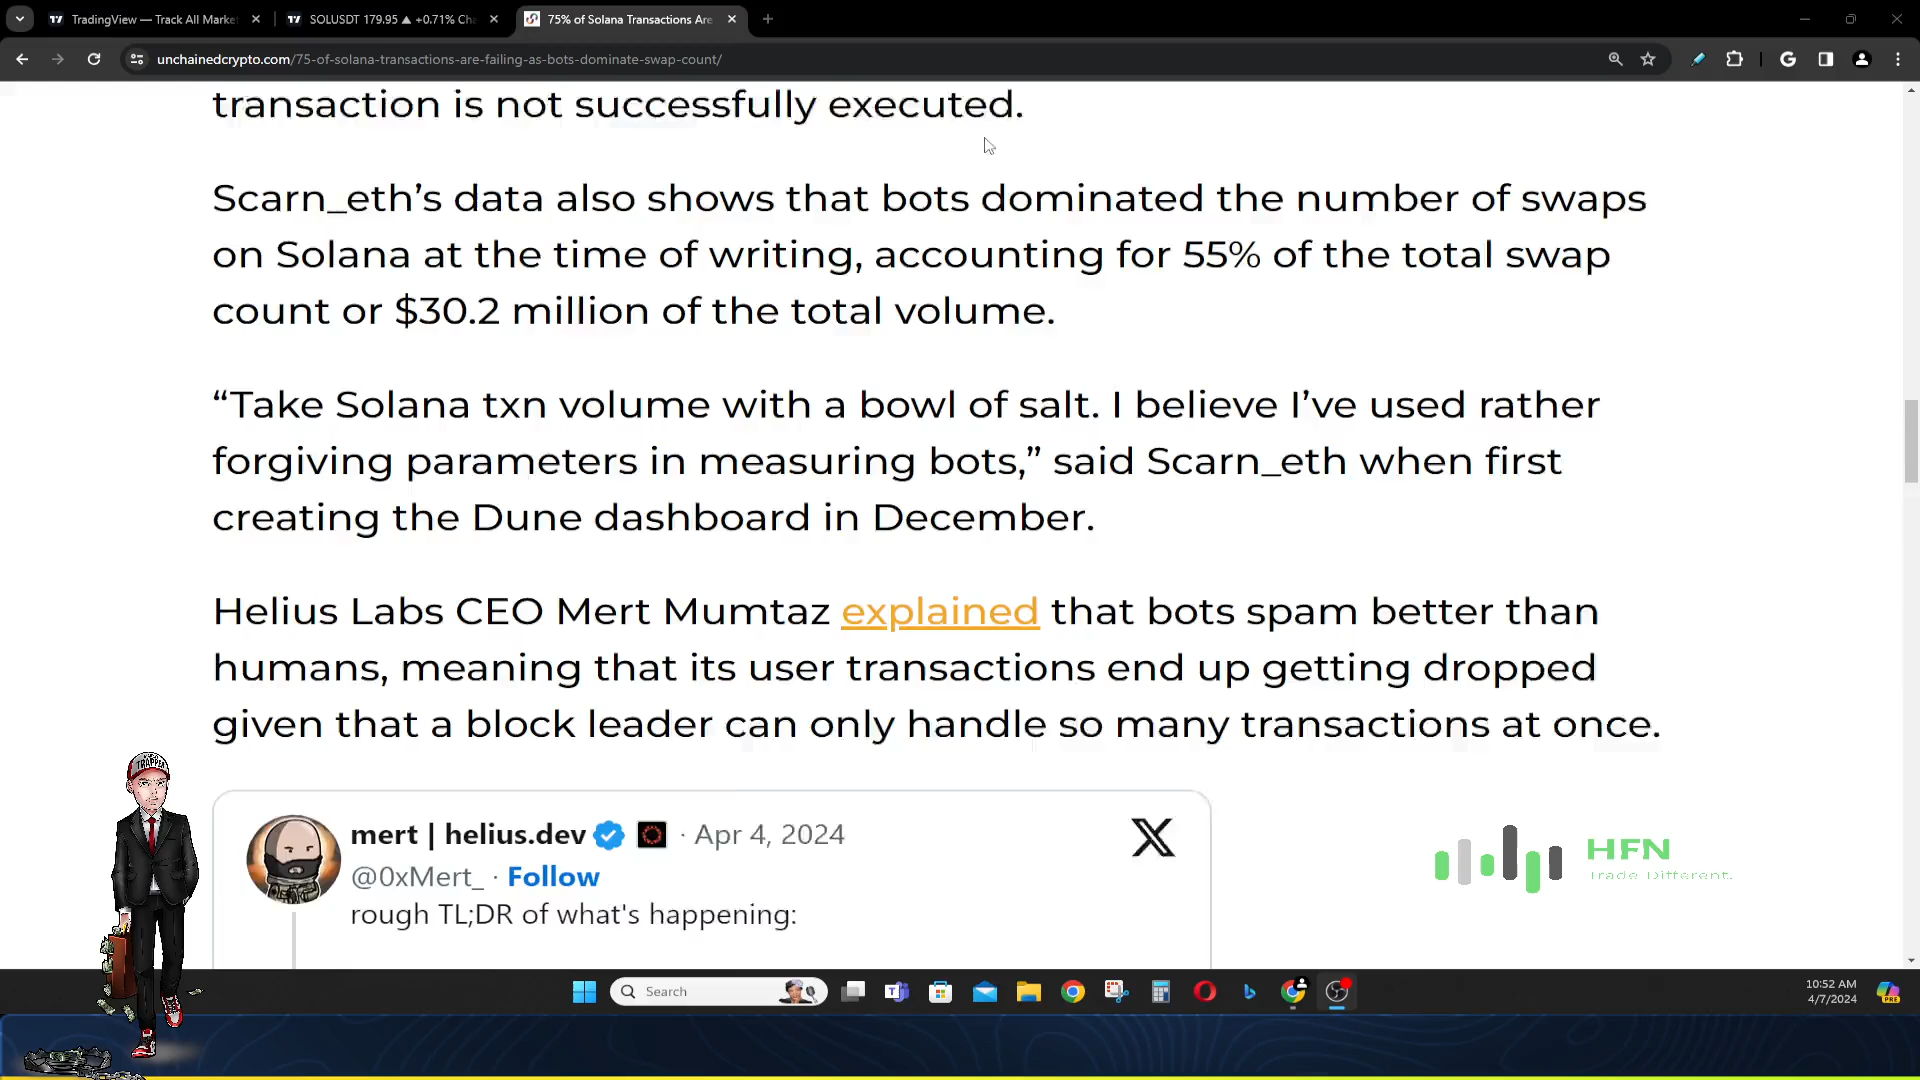 TradingView — Track All Marke
SOLUSDT 179.95 ▲ +0.71% Cha
75% of Solana Transactions Are
unchainedcrypto.com/75-of-solana-transactions-are-failing-as-bots-dominate-swap-count/
transaction is not successfully executed.
Scarn_eth’s data also shows that bots dominated the number of swaps
on Solana at the time of writing, accounting for 55% of the total swap
count or $30.2 million of the total volume.
“Take Solana txn volume with a bowl of salt. I believe I’ve used rather
forgiving parameters in measuring bots,” said Scarn_eth when first
creating the Dune dashboard in December.
Helius Labs CEO Mert Mumtaz explained that bots spam better than
humans, meaning that its user transactions end up getting dropped
given that a block leader can only handle so many transactions at once.
TRAPPER
mert | helius.dev · Apr 4, 2024
@0xMert_ · Follow
rough TL;DR of what's happening:
HFN
Trade Different.
Search
10:52 AM
4/7/2024
PRE